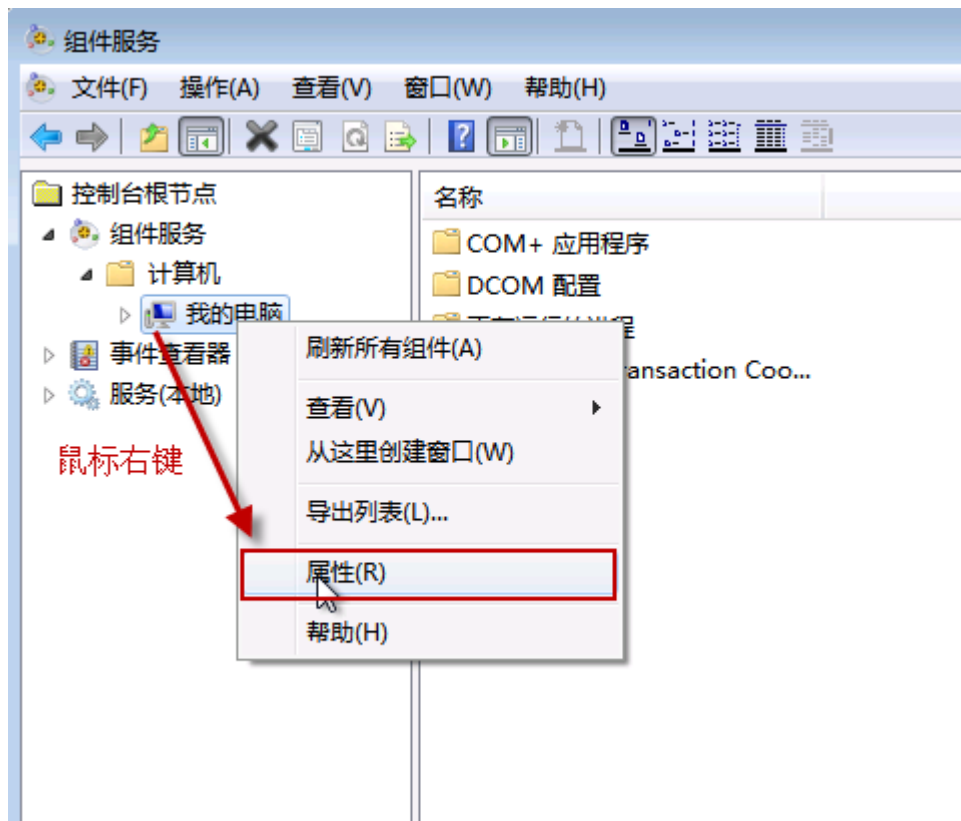 组件服务
文件(F) 操作(A) 查看(V) 窗口(W) 帮助(H)
控制台根节点
组件服务
计算机
我的电脑
事件查看器
服务(本地)
鼠标右键
名称
COM+ 应用程序
DCOM 配置
ansaction Coo...
刷新所有组件(A)
查看(V)
从这里创建窗口(W)
导出列表(L)...
属性(R)
帮助(H)